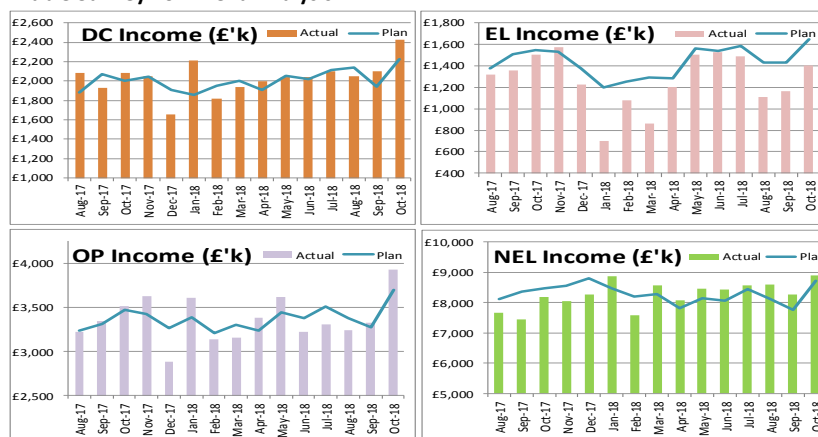 DC Income (£'k)
Actual
Plan
£2,600
£2,400
£2,200
£2,000
£1,800
£1,600
£1,400
£1,200
£1,000
Aug-17
Sep-17
Oct-17
Nov-17
Dec-17
Jan-18
Feb-18
Mar-18
Apr-18
May-18
Jun-18
Jul-18
Aug-18
Sep-18
Oct-18
EL Income (£'k)
Actual
Plan
£1,800
£1,600
£1,400
£1,200
£1,000
£800
£600
£400
Aug-17
Sep-17
Oct-17
Nov-17
Dec-17
Jan-18
Feb-18
Mar-18
Apr-18
May-18
Jun-18
Jul-18
Aug-18
Sep-18
Oct-18
OP Income (£'k)
Actual
Plan
£4,000
£3,500
£3,000
£2,500
Aug-17
Sep-17
Oct-17
Nov-17
Dec-17
Jan-18
Feb-18
Mar-18
Apr-18
May-18
Jun-18
Jul-18
Aug-18
Sep-18
Oct-18
NEL Income (£'k)
Actual
Plan
£10,000
£9,000
£8,000
£7,000
£6,000
£5,000
Aug-17
Sep-17
Oct-17
Nov-17
Dec-17
Jan-18
Feb-18
Mar-18
Apr-18
May-18
Jun-18
Jul-18
Aug-18
Sep-18
Oct-18